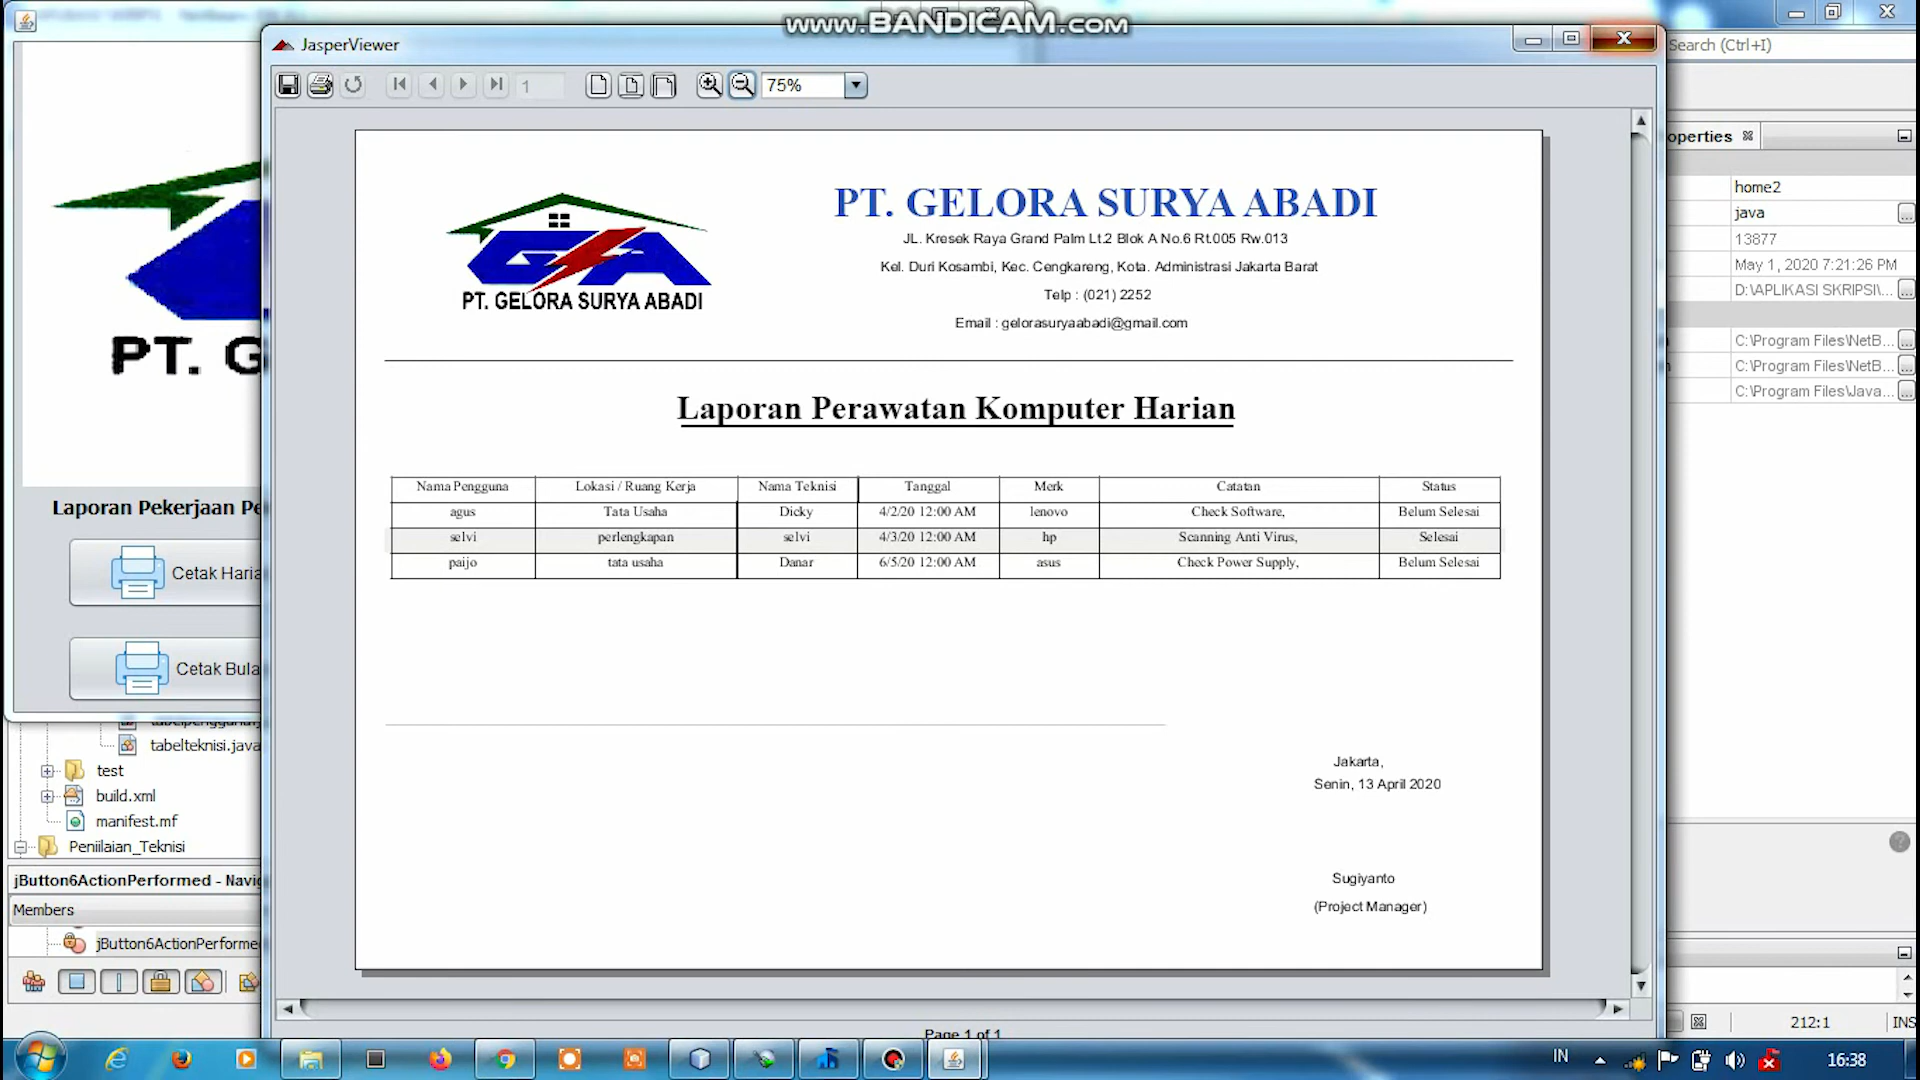 www.BANDICAM.com
JasperViewer
Search (Ctrl+I)
1
75%
operties
home2
java
13877
May 1, 2020 7:21:26 PM
D:\APLIKASI SKRIPSI\...
C:\Program Files\NetB...
C:\Program Files\NetB...
C:\Program Files\Java...
PT. G
Laporan Pekerjaan Pe
Cetak Haria
Cetak Bula
PT. GELORA SURYA ABADI
PT. GELORA SURYA ABADI
JL. Kresek Raya Grand Palm Lt.2 Blok A No.6 Rt.005 Rw.013
Kel. Duri Kosambi, Kec. Cengkareng, Kota. Administrasi Jakarta Barat
Telp : (021) 2252
Email : gelorasuryaabadi@gmail.com
Laporan Perawatan Komputer Harian
Nama Pengguna Lokasi / Ruang Kerja Nama Teknisi Tanggal Merk Catatan Status
agus Tata Usaha Dicky 4/2/20 12:00 AM lenovo Check Software, Belum Selesai
selvi perlengkapan selvi 4/3/20 12:00 AM hp Scanning Anti Virus, Selesai
paijo tata usaha Danar 6/5/20 12:00 AM asus Check Power Supply, Belum Selesai
Jakarta,
Senin, 13 April 2020
Sugiyanto
(Project Manager)
Page 1 of 1
tabelteknisi.java
test
build.xml
manifest.mf
Peniilaian_Teknisi
jButton6ActionPerformed - Navig
Members
jButton6ActionPerforme
212:1
INS
IN
16:38